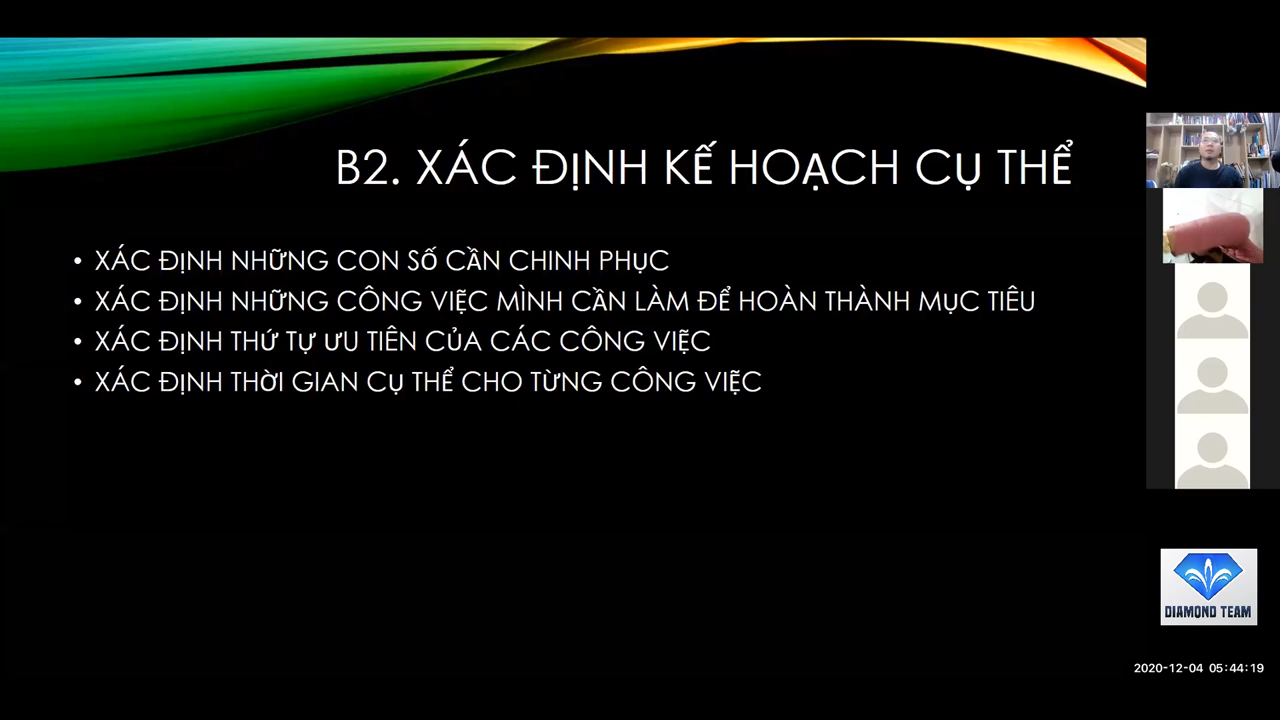 B2. XÁC ĐỊNH KẾ HOẠCH CỤ THỂ
• XÁC ĐỊNH NHỮNG CON SỐ CẦN CHINH PHỤC
• XÁC ĐỊNH NHỮNG CÔNG VIỆC MÌNH CẦN LÀM ĐỂ HOÀN THÀNH MỤC TIÊU
• XÁC ĐỊNH THỨ TỰ ƯU TIÊN CỦA CÁC CÔNG VIỆC
• XÁC ĐỊNH THỜI GIAN CỤ THỂ CHO TỪNG CÔNG VIỆC
DIAMOND TEAM
2020-12-04 05:44:19